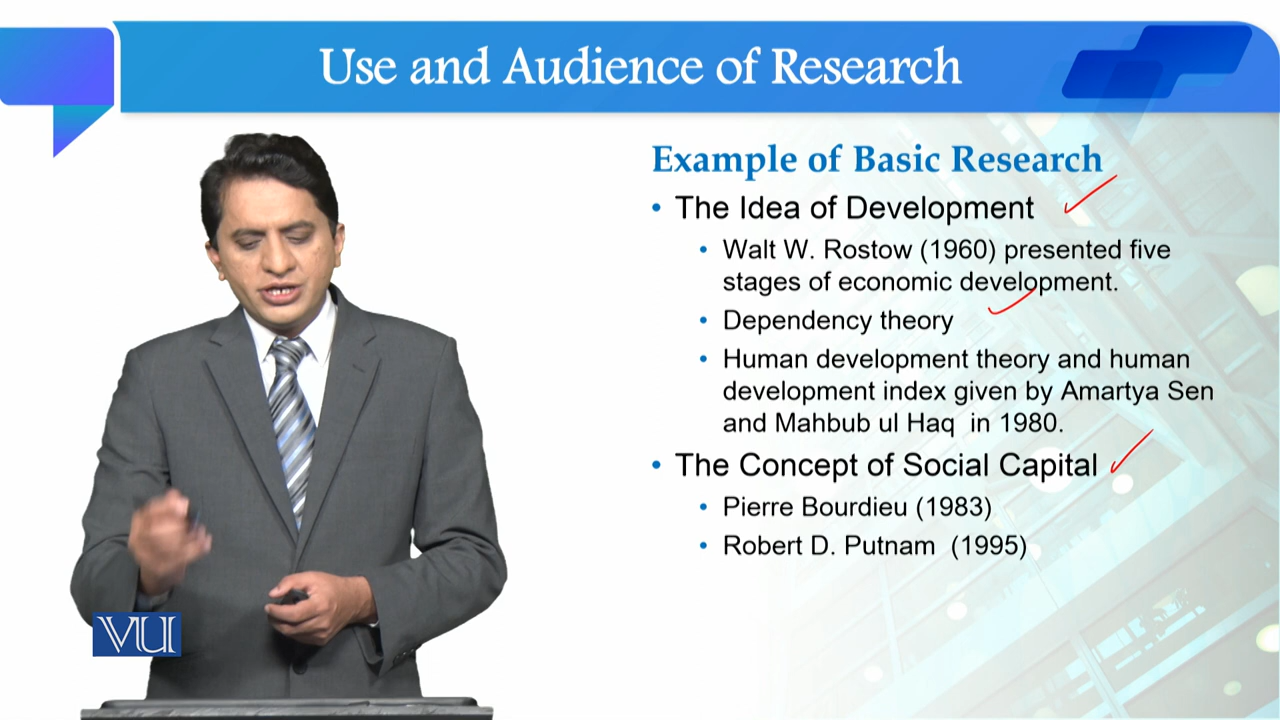 Use and Audience of Research
Example of Basic Research
• The Idea of Development
• Walt W. Rostow (1960) presented five
stages of economic development.
• Dependency theory
• Human development theory and human
development index given by Amartya Sen
and Mahbub ul Haq in 1980.
• The Concept of Social Capital
• Pierre Bourdieu (1983)
• Robert D. Putnam (1995)
VU